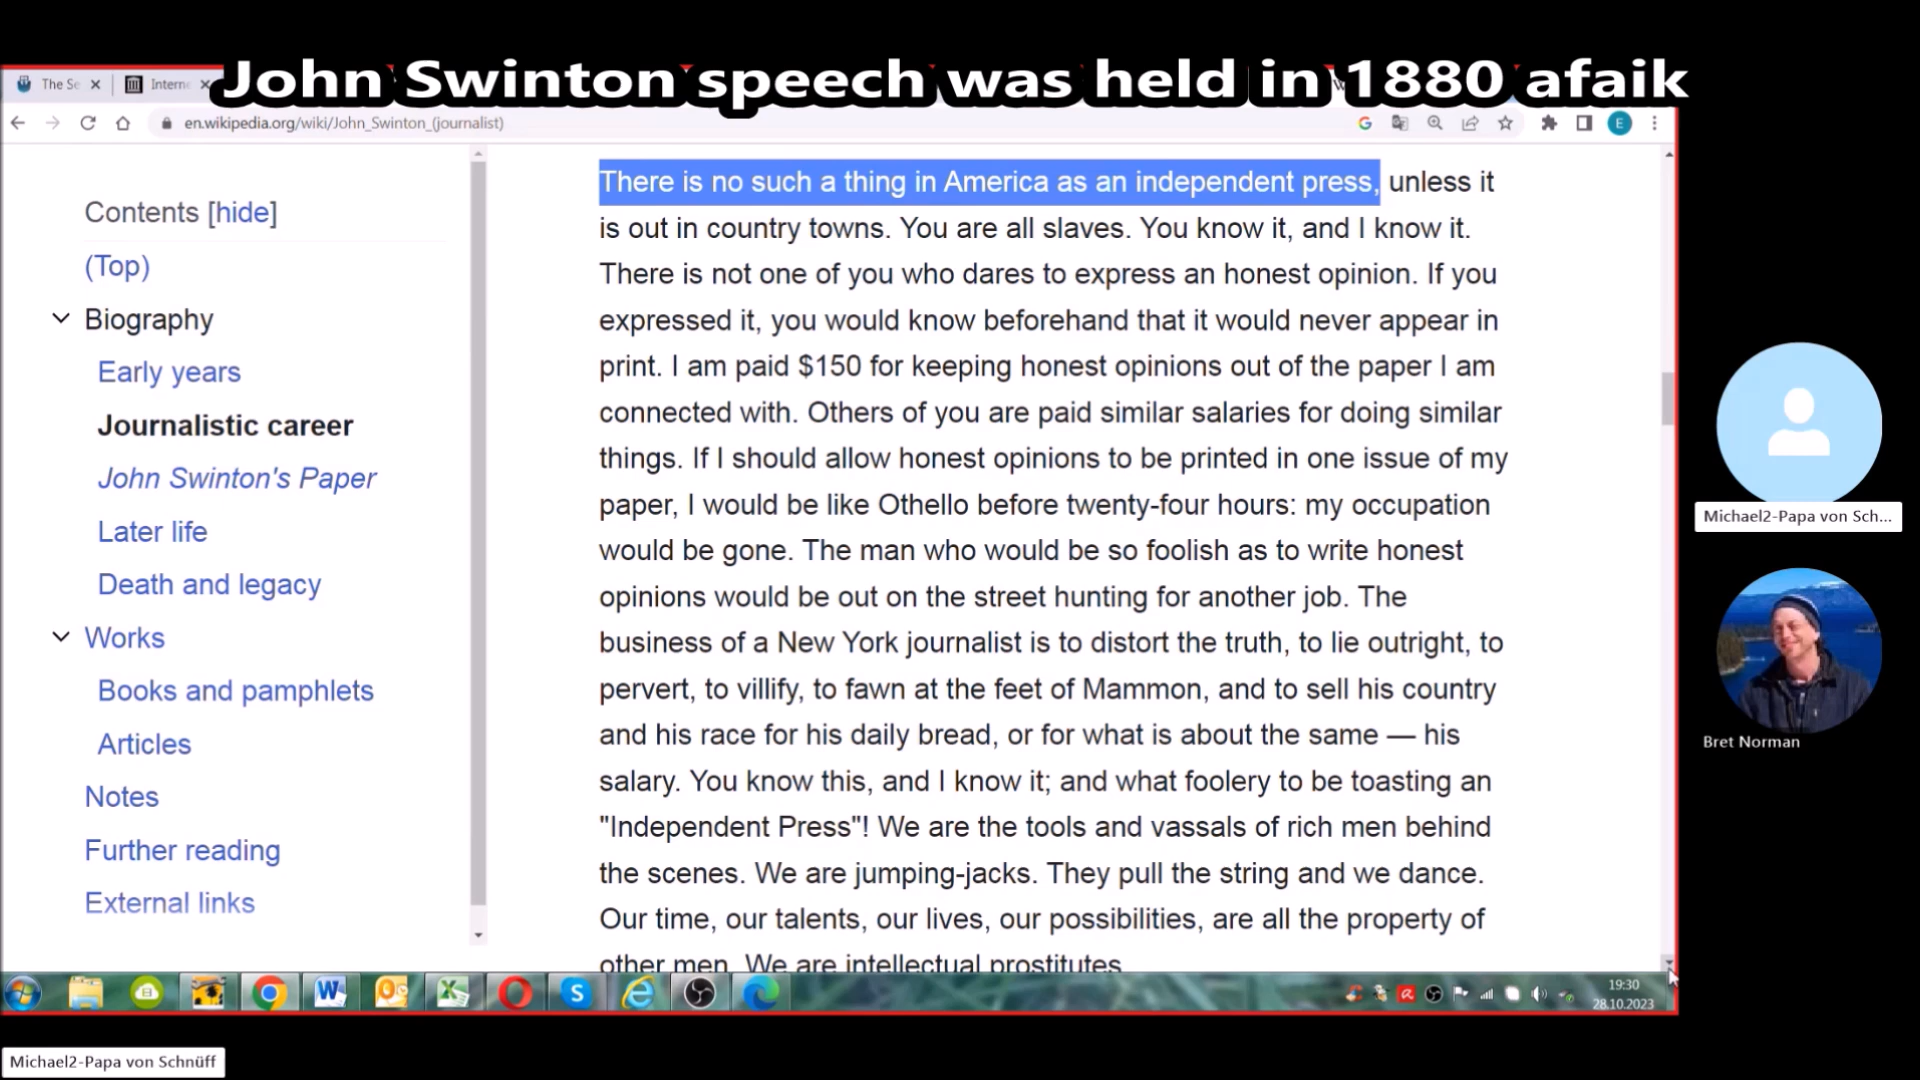 John Swinton speech was held in 1880 afaik
The Se
Intern
en.wikipedia.org/wiki/John_Swinton_(journalist)
E
Contents [hide]
(Top)
Biography
Early years
Journalistic career
John Swinton's Paper
Later life
Death and legacy
Works
Books and pamphlets
Articles
Notes
Further reading
External links
There is no such a thing in America as an independent press, unless it
is out in country towns. You are all slaves. You know it, and I know it.
There is not one of you who dares to express an honest opinion. If you
expressed it, you would know beforehand that it would never appear in
print. I am paid $150 for keeping honest opinions out of the paper I am
connected with. Others of you are paid similar salaries for doing similar
things. If I should allow honest opinions to be printed in one issue of my
paper, I would be like Othello before twenty-four hours: my occupation
would be gone. The man who would be so foolish as to write honest
opinions would be out on the street hunting for another job. The
business of a New York journalist is to distort the truth, to lie outright, to
pervert, to villify, to fawn at the feet of Mammon, and to sell his country
and his race for his daily bread, or for what is about the same — his
salary. You know this, and I know it; and what foolery to be toasting an
"Independent Press"! We are the tools and vassals of rich men behind
the scenes. We are jumping-jacks. They pull the string and we dance.
Our time, our talents, our lives, our possibilities, are all the property of
other men. We are intellectual prostitutes
Michael2-Papa von Sch...
Bret Norman
19:30
28.10.2023
Michael2-Papa von Schnüff